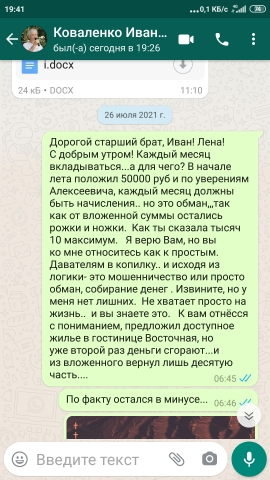 19:41
...0,1 КБ/с
Коваленко Иван...
был(-а) сегодня в 19:26
i.docx
24 кБ • DOCX
11:10
26 июля 2021 г.
Дорогой старший брат, Иван! Лена!
С добрым утром! Каждый месяц
вкладываться...а для чего? В начале
лета положил 50000 руб и по уверениям
Алексеевича, каждый месяц должны
быть начисления.. но это обман,,,так
как от вложенной суммы остались
рожки и ножки. Как ты сказала тысяч
10 максимум. Я верю Вам, но вы
ко мне относитесь как к простым.
Давателям в копилку.. и исходя из
логики- это мошенничество или просто
обман, собирание денег . Извините, но у
меня нет лишних. Не хватает просто на
жизнь.. и вы знаете это. К вам отнёсся
с пониманием, предложил доступное
жилье в гостинице Восточная, но
уже второй раз деньги сгорают...и
из вложенного вернул лишь десятую
часть....
06:45
По факту остался в минусе...
06:46
Введите текст